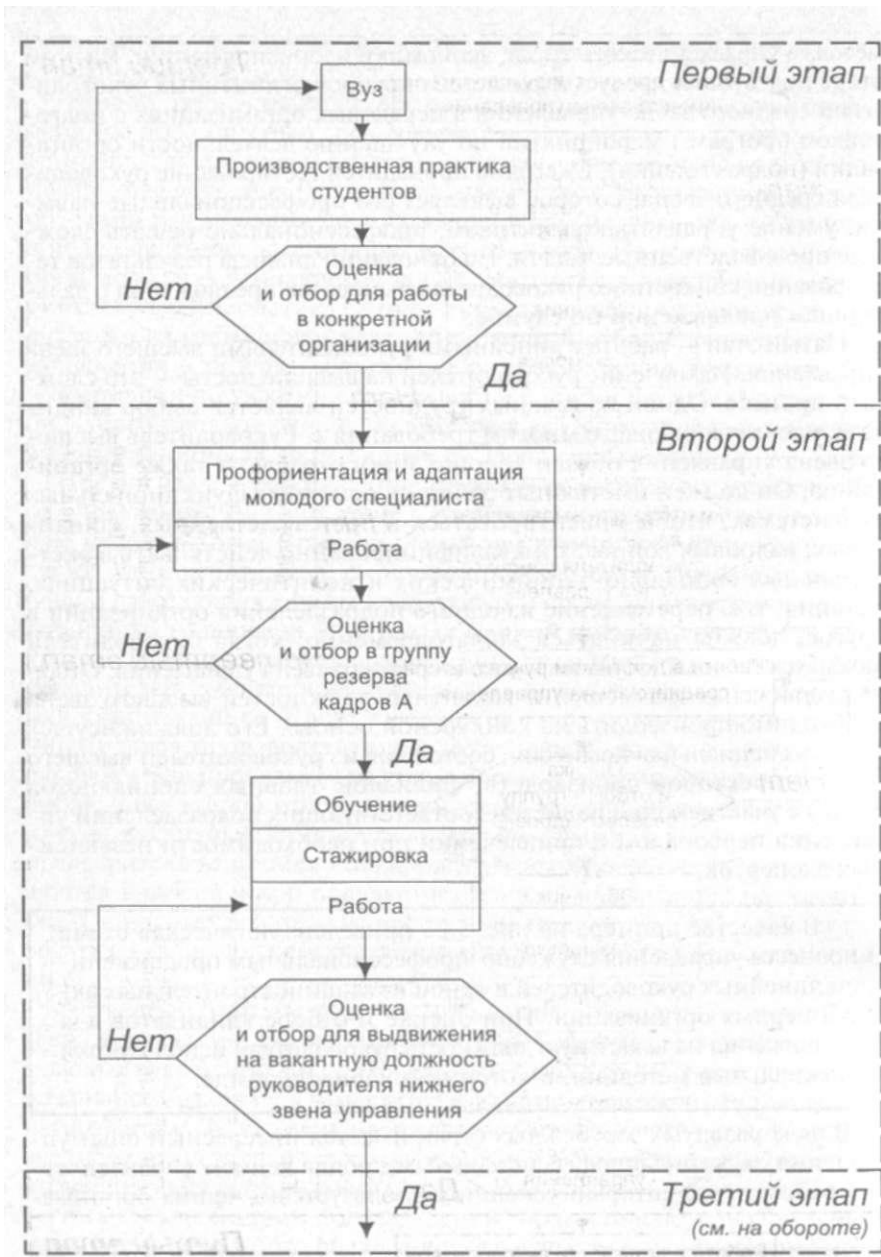 Первый этап
Вуз
Производственная практика
студентов
Оценка
и отбор для работы
в конкретной
организации
Нет
Да
Второй этап
Профориентация и адаптация
молодого специалиста
Работа
Оценка
и отбор в группу
резерва
кадров А
Нет
Да
Обучение
Стажировка
Работа
Оценка
и отбор для выдвижения
на вакантную должность
руководителя нижнего
звена управления
Нет
Да
Третий этап
(см. на обороте)